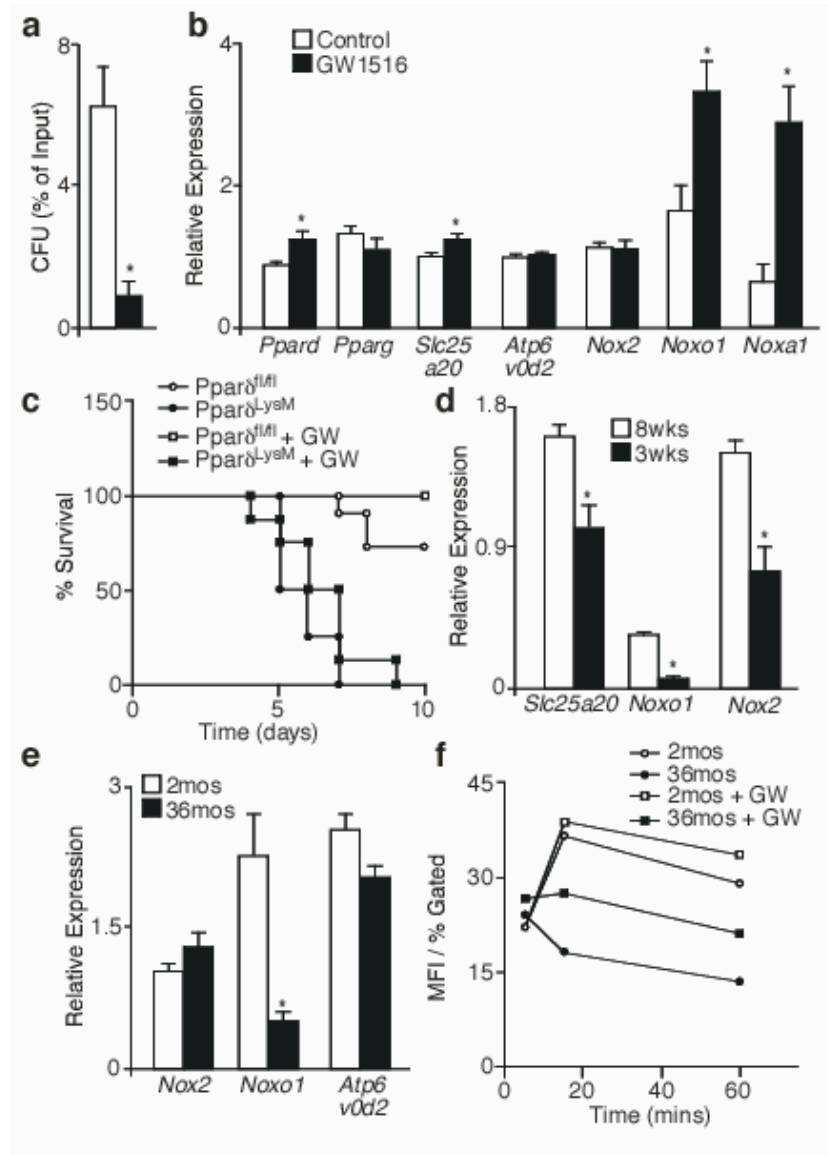 a
8
4
0
CFU (% of Input)
*
b
Control
GW1516
4
2
0
Relative Expression
*
*
*
*
Ppard Pparg Slc25 Atp6 Nox2 Noxo1 Noxa1
a20 v0d2
c
Pparδfl/fl
PparδLysM
Pparδfl/fl + GW
PparδLysM + GW
150
100
50
0
% Survival
0 5 10
Time (days)
d
8wks
3wks
1.8
0.9
0
Relative Expression
*
*
*
Slc25a20 Noxo1 Nox2
e
2mos
36mos
3
1.5
0
Relative Expression
*
Nox2 Noxo1 Atp6
v0d2
f
2mos
36mos
2mos + GW
36mos + GW
45
30
15
0
MFI / % Gated
0 20 40 60
Time (mins)